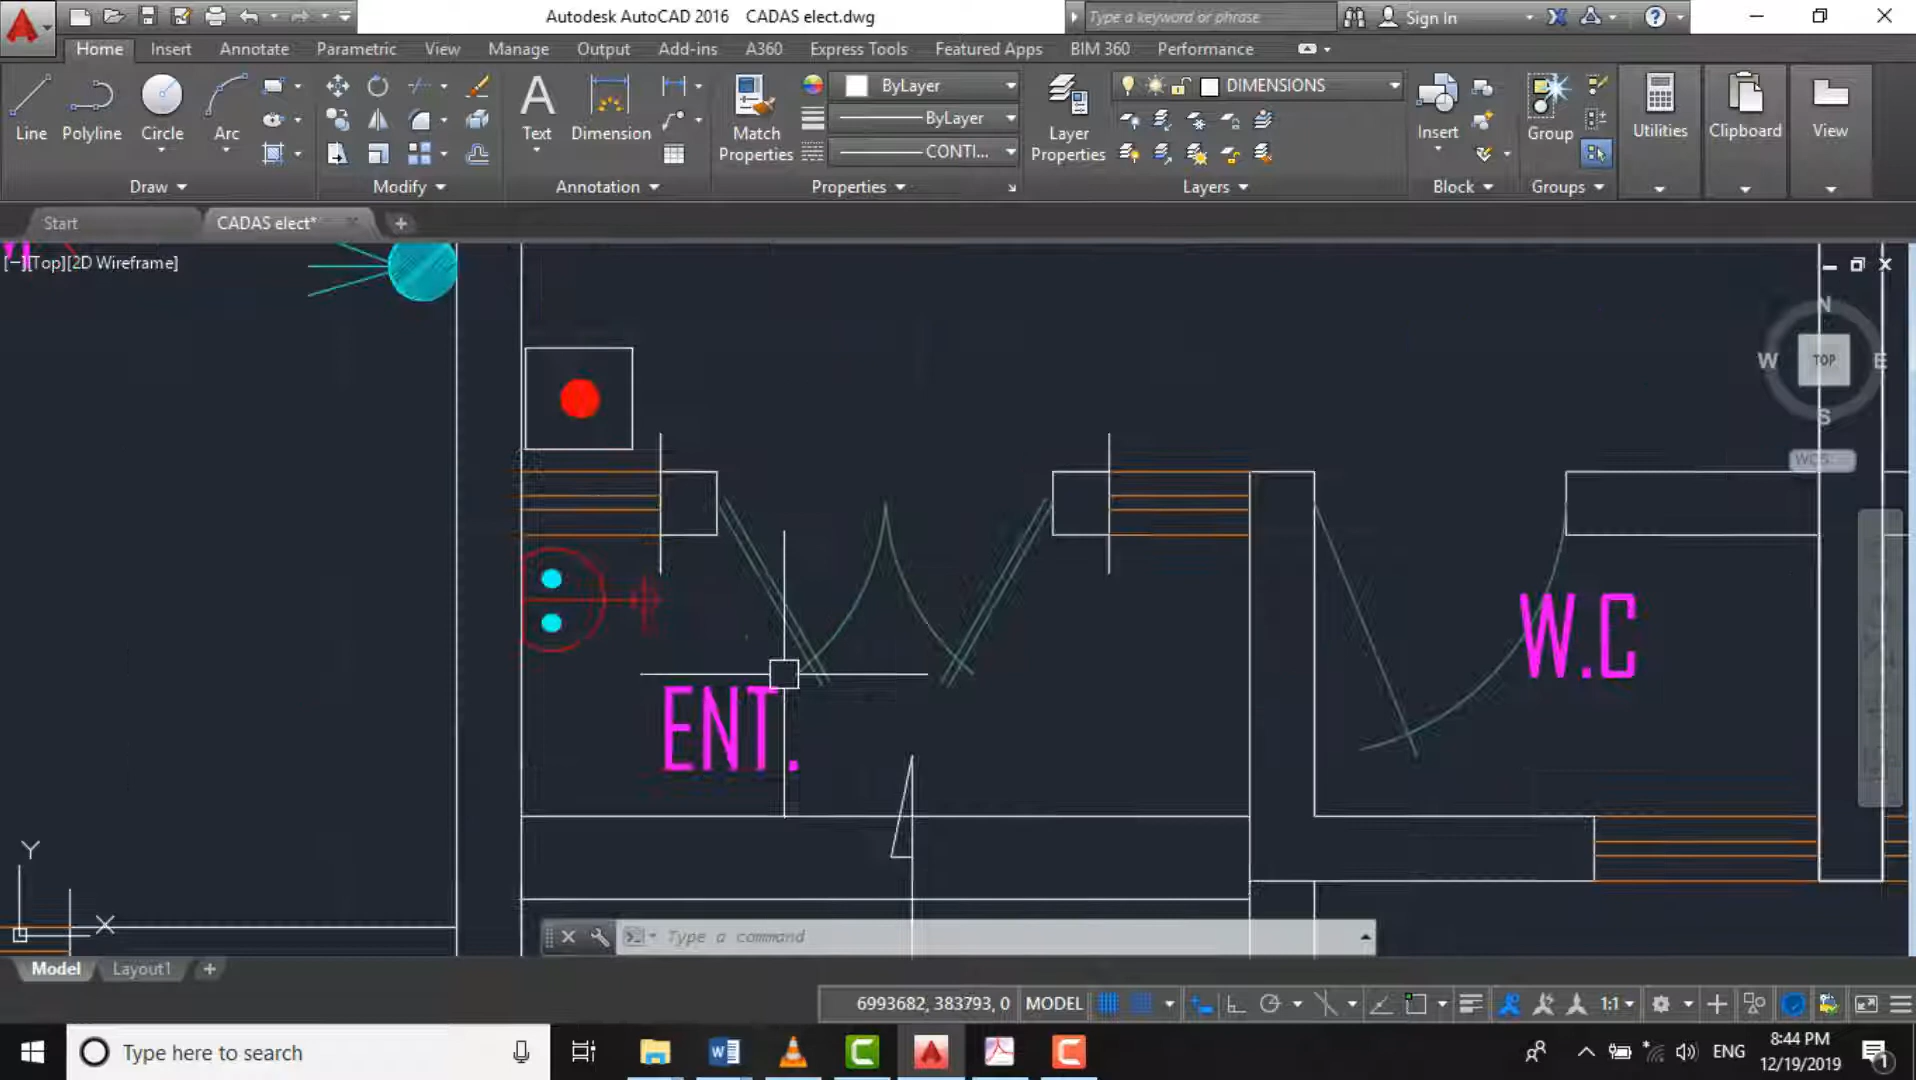 Autodesk AutoCAD 2016 CADAS elect.dwg
Type a keyword or phrase
Sign In
Home Insert Annotate Parametric View Manage Output Add-ins A360 Express Tools Featured Apps BIM 360 Performance
Line Polyline Circle Arc
Text Dimension
Match Properties
ByLayer
ByLayer
CONTI...
Layer Properties
DIMENSIONS
Insert
Group
Utilities
Clipboard
View
Draw Modify Annotation Properties Layers Block Groups
Start CADAS elect*
[−][Top][2D Wireframe]
N
W TOP E
S
WCS
W.C
ENT.
Y
X
Type a command
Model Layout1
6993682, 383793, 0 MODEL 1:1
Type here to search
ENG
8:44 PM
12/19/2019
1